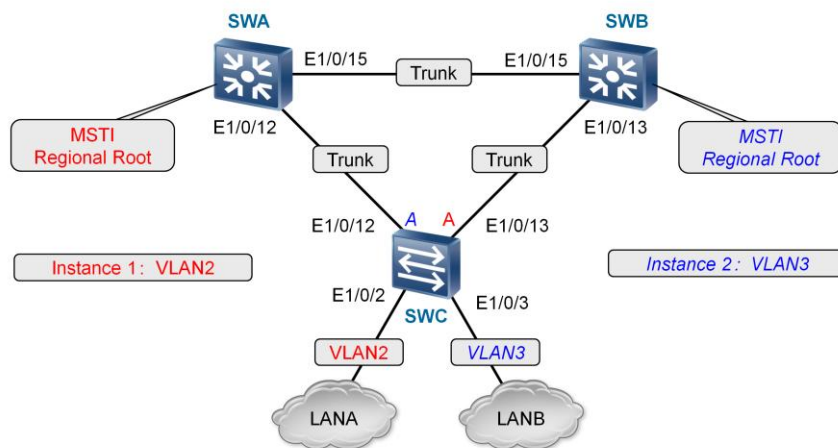 SWA
SWB
E1/0/15
Trunk
E1/0/15
MSTI
Regional Root
E1/0/12
E1/0/13
MSTI
Regional Root
Trunk
Trunk
E1/0/12
A
A
E1/0/13
Instance 1： VLAN2
Instance 2： VLAN3
E1/0/2
SWC
E1/0/3
VLAN2
VLAN3
LANA
LANB